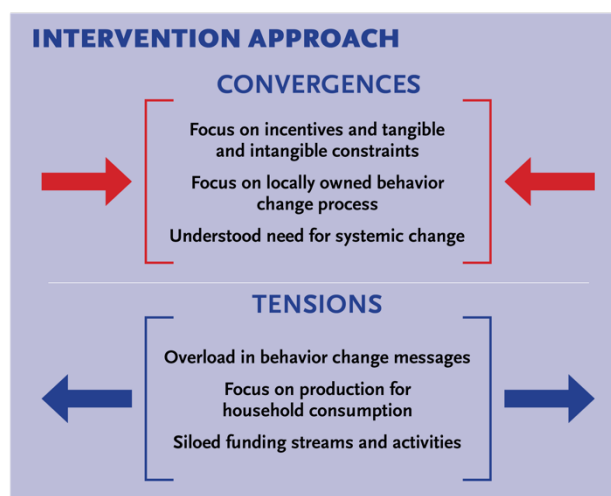 INTERVENTION APPROACH
CONVERGENCES
Focus on incentives and tangible
and intangible constraints
Focus on locally owned behavior
change process
Understood need for systemic change
TENSIONS
Overload in behavior change messages
Focus on production for
household consumption
Siloed funding streams and activities